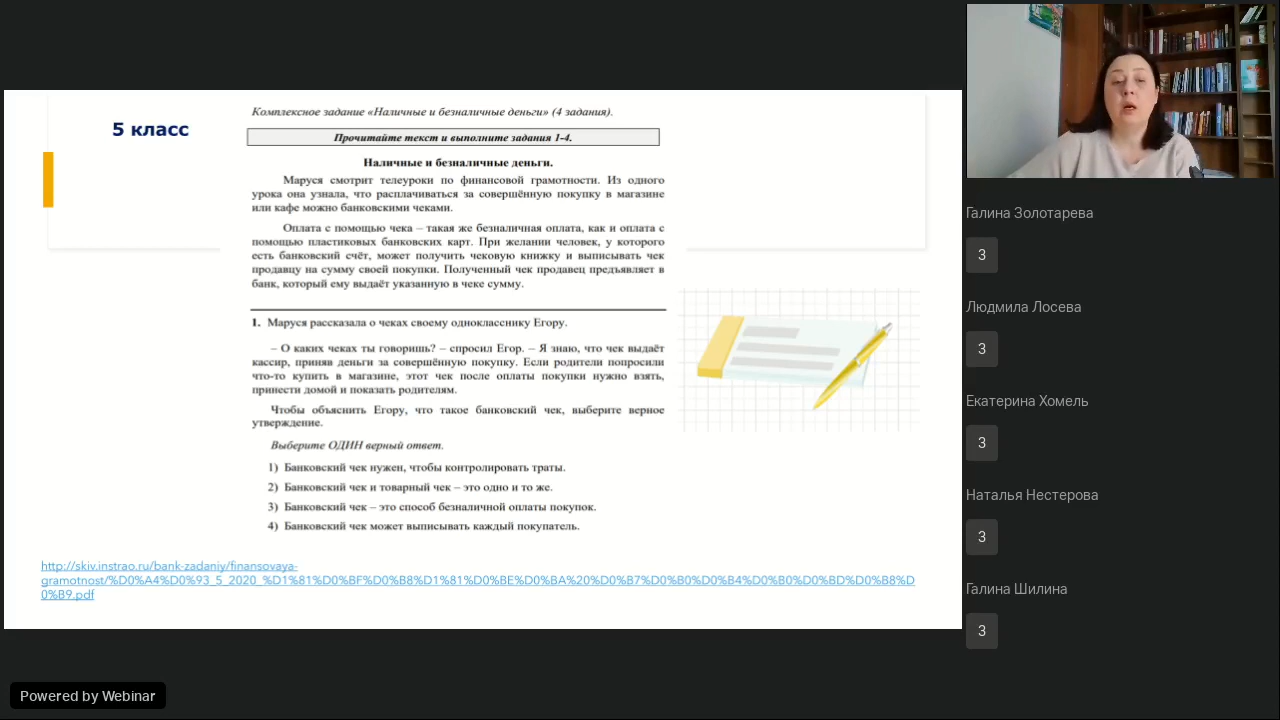 5 класс
Комплексное задание «Наличные и безналичные деньги» (4 задания).
Прочитайте текст и выполните задания 1-4.
Наличные и безналичные деньги.
Маруся смотрит телеуроки по финансовой грамотности. Из одного
урока она узнала, что расплачиваться за совершённую покупку в магазине
или кафе можно банковскими чеками.
Оплата с помощью чека – такая же безналичная оплата, как и оплата с
помощью пластиковых банковских карт. При желании человек, у которого
есть банковский счёт, может получить чековую книжку и выписывать чек
продавцу на сумму своей покупки. Полученный чек продавец предъявляет в
банк, который ему выдаёт указанную в чеке сумму.
1. Маруся рассказала о чеках своему однокласснику Егору.
– О каких чеках ты говоришь? – спросил Егор. – Я знаю, что чек выдаёт
кассир, приняв деньги за совершённую покупку. Если родители попросили
что-то купить в магазине, этот чек после оплаты покупки нужно взять,
принести домой и показать родителям.
Чтобы объяснить Егору, что такое банковский чек, выберите верное
утверждение.
Выберите ОДИН верный ответ.
1) Банковский чек нужен, чтобы контролировать траты.
2) Банковский чек и товарный чек – это одно и то же.
3) Банковский чек – это способ безналичной оплаты покупок.
4) Банковский чек может выписывать каждый покупатель.
http://skiv.instrao.ru/bank-zadaniy/finansovaya-
gramotnost/%D0%A4%D0%93_5_2020_%D1%81%D0%BF%D0%B8%D1%81%D0%BE%D0%BA%20%D0%B7%D0%B0%D0%B4%D0%B0%D0%BD%D0%B8%D
0%B9.pdf
Галина Золотарева
3
Людмила Лосева
3
Екатерина Хомель
3
Наталья Нестерова
3
Галина Шилина
3
Powered by Webinar